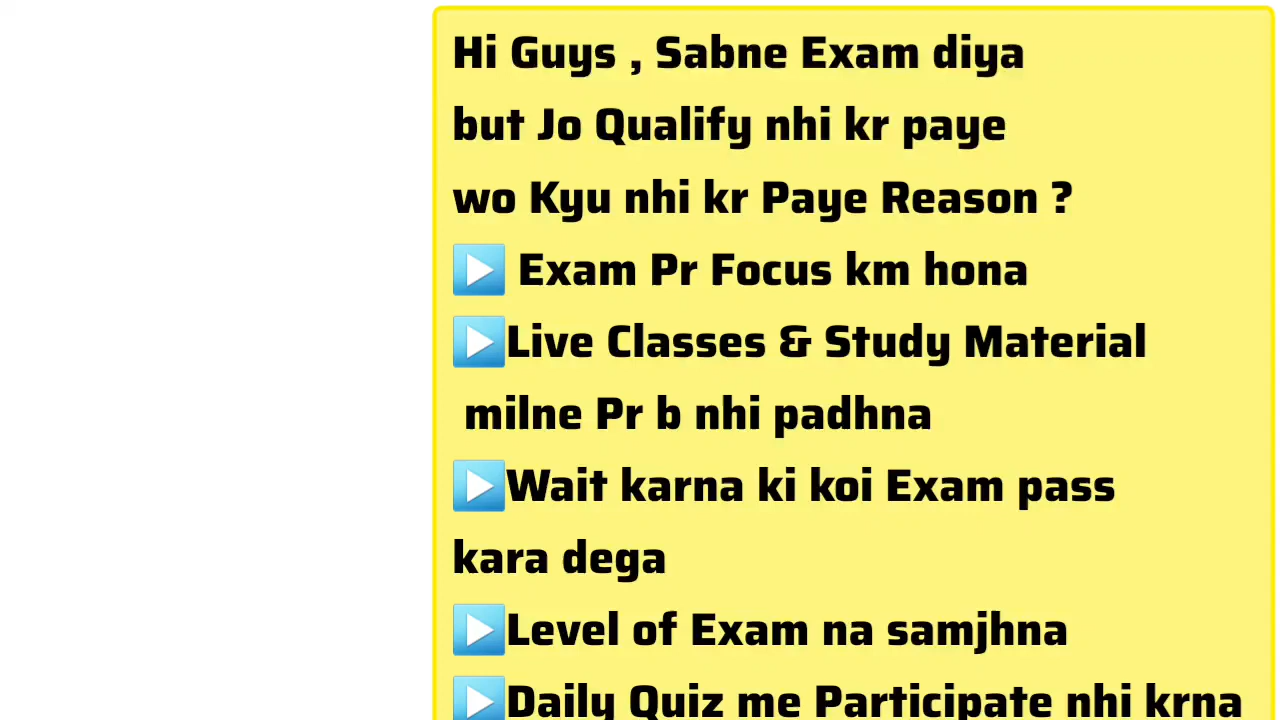 Hi Guys , Sabne Exam diya
but Jo Qualify nhi kr paye
wo Kyu nhi kr Paye Reason ?
▶️ Exam Pr Focus km hona
▶️Live Classes & Study Material
milne Pr b nhi padhna
▶️Wait karna ki koi Exam pass
kara dega
▶️Level of Exam na samjhna
▶️Daily Quiz me Participate nhi krna